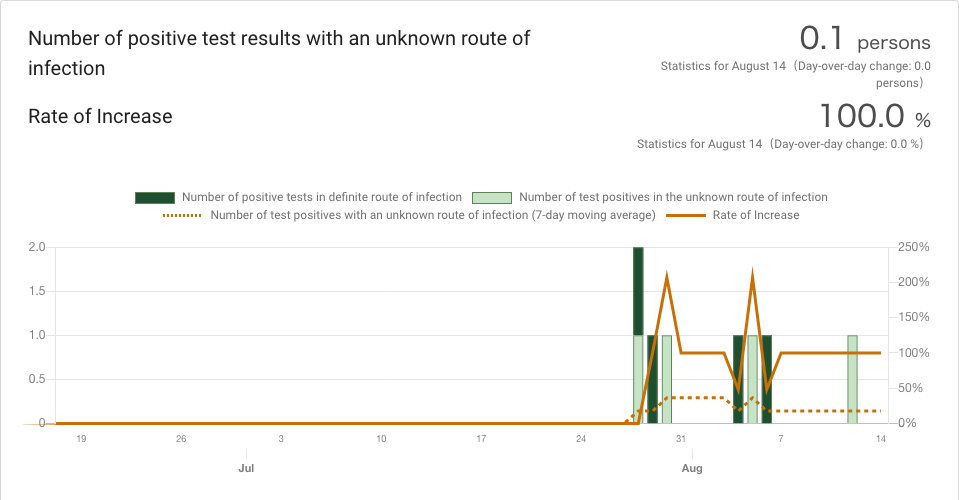 Number of positive test results with an unknown route of
infection
0.1 persons
Statistics for August 14 (Day-over-day change: 0.0
persons)
Rate of Increase
100.0 %
Statistics for August 14 (Day-over-day change: 0.0 %)
Number of positive tests in definite route of infection Number of test positives in the unknown route of infection
Number of test positives with an unknown route of infection (7-day moving average) Rate of Increase
2.0 250%
200%
1.5
150%
1.0
100%
0.5
50%
0 0%
19 26 3 10 17 24 31 7 14
Jul Aug